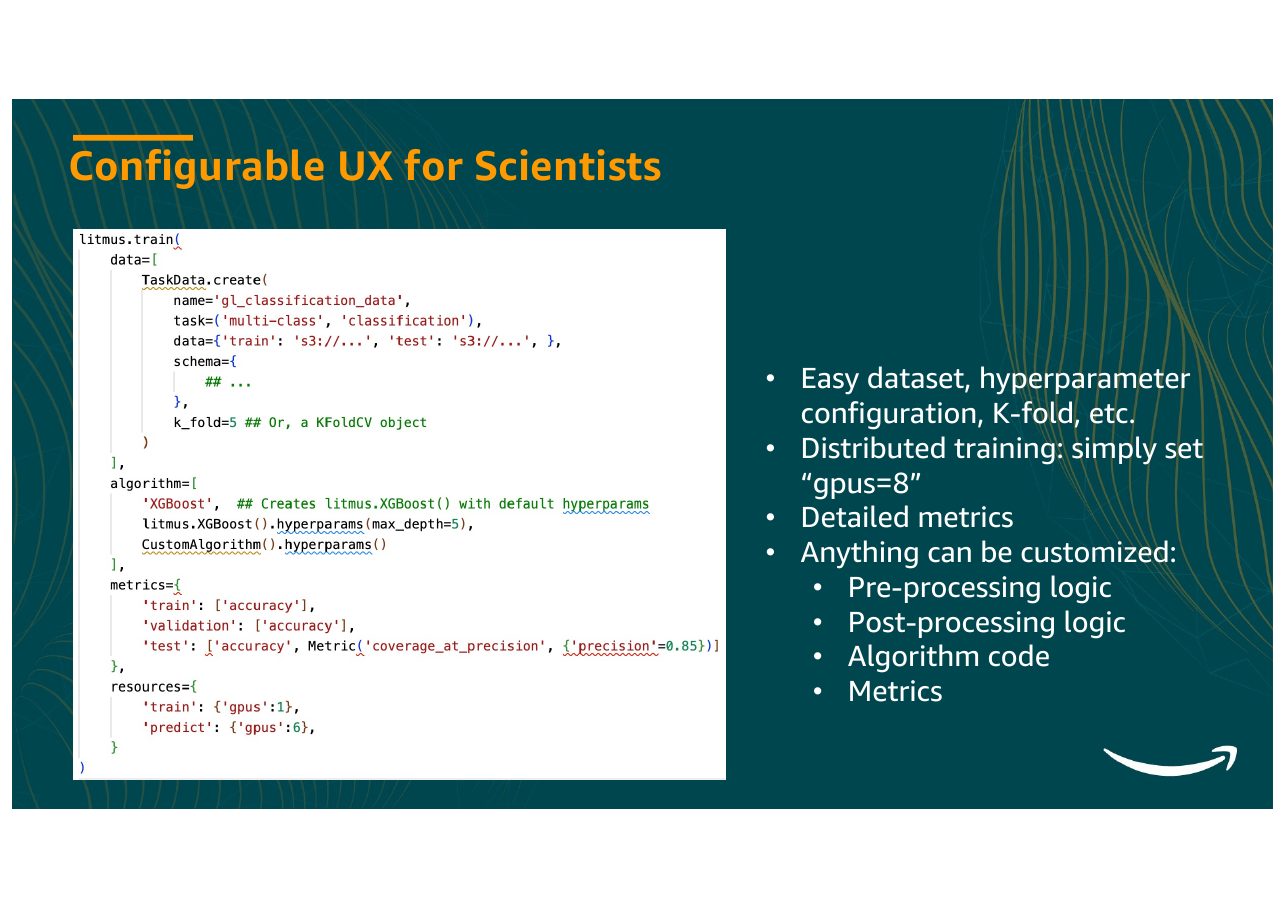 Configurable UX for Scientists
litmus.train(
    data=[
        TaskData.create(
            name='gl_classification_data',
            task=('multi-class', 'classification'),
            data={'train': 's3://...', 'test': 's3://...', },
            schema={
                ## ...
            },
            k_fold=5 ## Or, a KFoldCV object
        )
    ],
    algorithm=[
        'XGBoost',  ## Creates litmus.XGBoost() with default hyperparams
        litmus.XGBoost().hyperparams(max_depth=5),
        CustomAlgorithm().hyperparams()
    ],
    metrics={
        'train': ['accuracy'],
        'validation': ['accuracy'],
        'test': ['accuracy', Metric('coverage_at_precision', {'precision'=0.85})]
    },
    resources={
        'train': {'gpus':1},
        'predict': {'gpus':6},
    }
)
• Easy dataset, hyperparameter
configuration, K-fold, etc.
• Distributed training: simply set
“gpus=8”
• Detailed metrics
• Anything can be customized:
• Pre-processing logic
• Post-processing logic
• Algorithm code
• Metrics